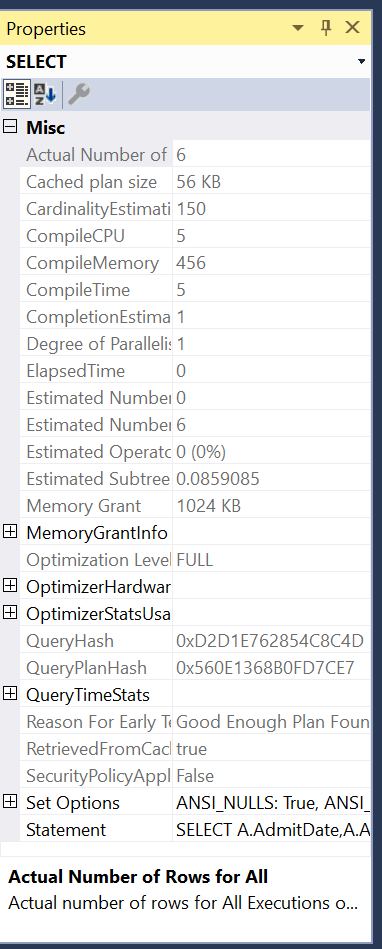 Properties
SELECT
Misc
Actual Number of 6
Cached plan size 56 KB
CardinalityEstimati 150
CompileCPU 5
CompileMemory 456
CompileTime 5
CompletionEstima 1
Degree of Parallelis 1
ElapsedTime 0
Estimated Number 0
Estimated Number 6
Estimated Operato 0 (0%)
Estimated Subtree 0.0859085
Memory Grant 1024 KB
MemoryGrantInfo
Optimization Level FULL
OptimizerHardwar
OptimizerStatsUsa
QueryHash 0xD2D1E762854C8C4D
QueryPlanHash 0x560E1368B0FD7CE7
QueryTimeStats
Reason For Early Te Good Enough Plan Foun
RetrievedFromCac true
SecurityPolicyAppl False
Set Options ANSI_NULLS: True, ANSI_
Statement SELECT A.AdmitDate,A.A
Actual Number of Rows for All
Actual number of rows for All Executions o...